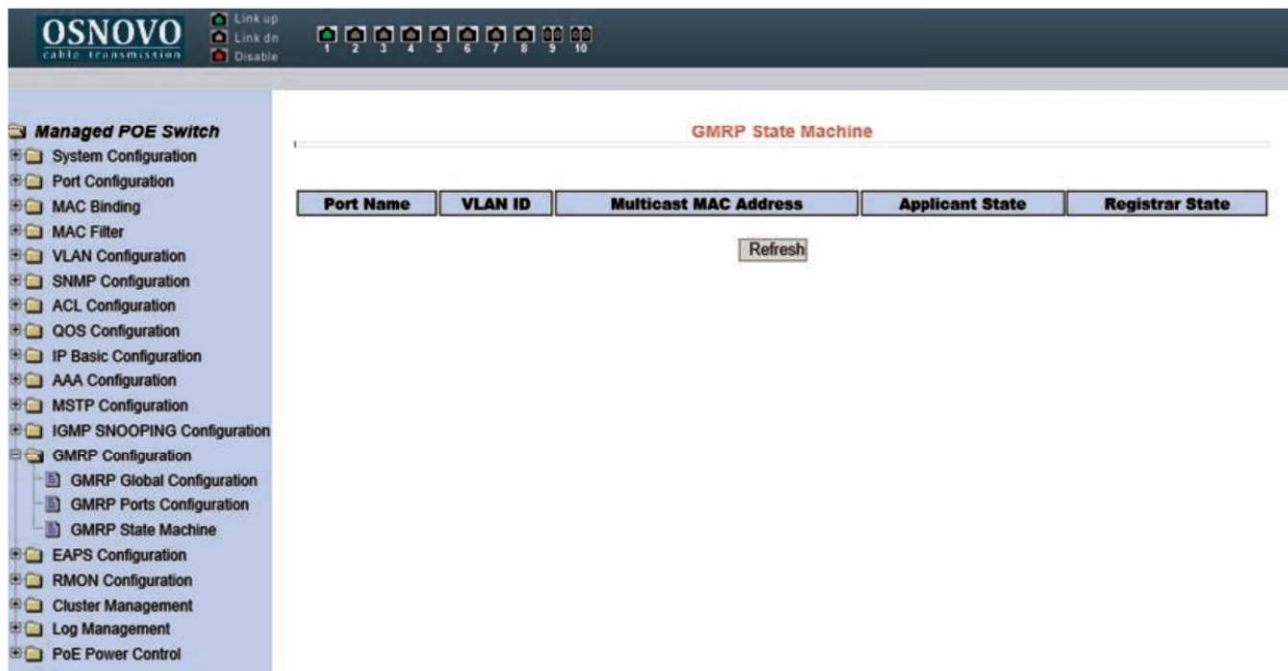 OSNOVO
cable transmission
Link up
Link dn
Disable
1 2 3 4 5 6 7 8 9 10
Managed POE Switch
System Configuration
Port Configuration
MAC Binding
MAC Filter
VLAN Configuration
SNMP Configuration
ACL Configuration
QOS Configuration
IP Basic Configuration
AAA Configuration
MSTP Configuration
IGMP SNOOPING Configuration
GMRP Configuration
GMRP Global Configuration
GMRP Ports Configuration
GMRP State Machine
EAPS Configuration
RMON Configuration
Cluster Management
Log Management
PoE Power Control
GMRP State Machine
Port Name VLAN ID Multicast MAC Address Applicant State Registrar State
Refresh